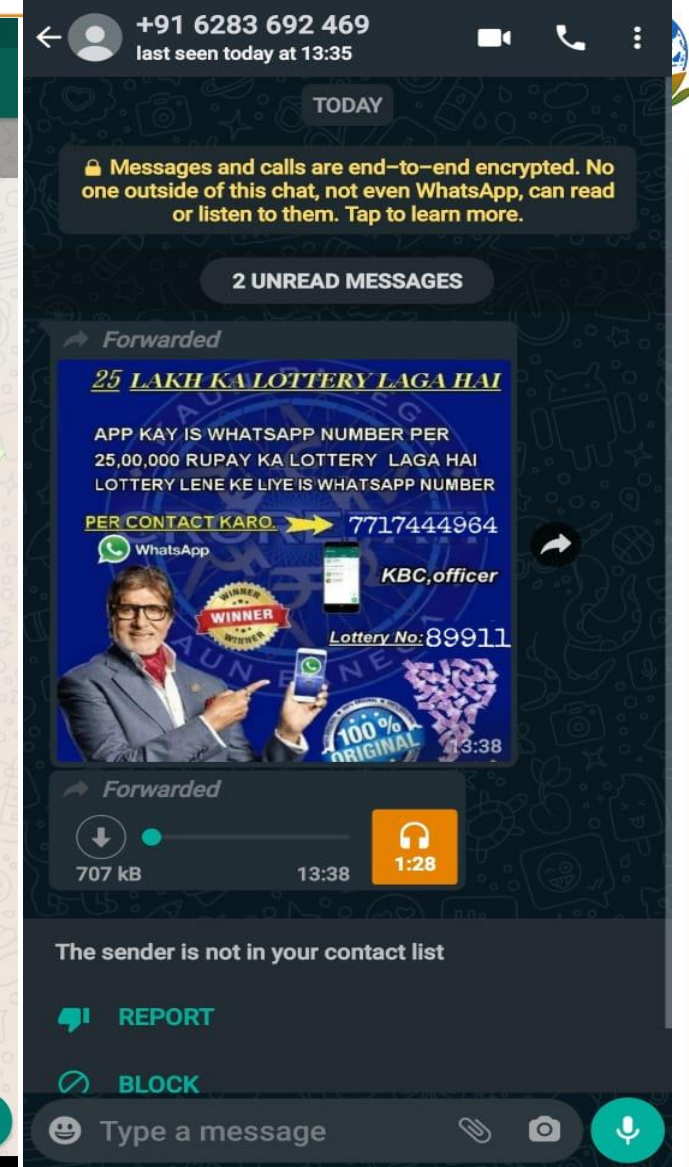 +91 6283 692 469
last seen today at 13:35
TODAY
Messages and calls are end-to-end encrypted. No
one outside of this chat, not even WhatsApp, can read
or listen to them. Tap to learn more.
2 UNREAD MESSAGES
Forwarded
25 LAKH KA LOTTERY LAGA HAI
APP KAY IS WHATSAPP NUMBER PER
25,00,000 RUPAY KA LOTTERY LAGA HAI
LOTTERY LENE KE LIYE IS WHATSAPP NUMBER
PER CONTACT KARO. 7717444964
WhatsApp
KBC,officer
WINNER
WINNER
WINNER
Lottery No:89911
100%
ORIGINAL
13:38
Forwarded
707 kB 13:38 1:28
The sender is not in your contact list
REPORT
BLOCK
Type a message